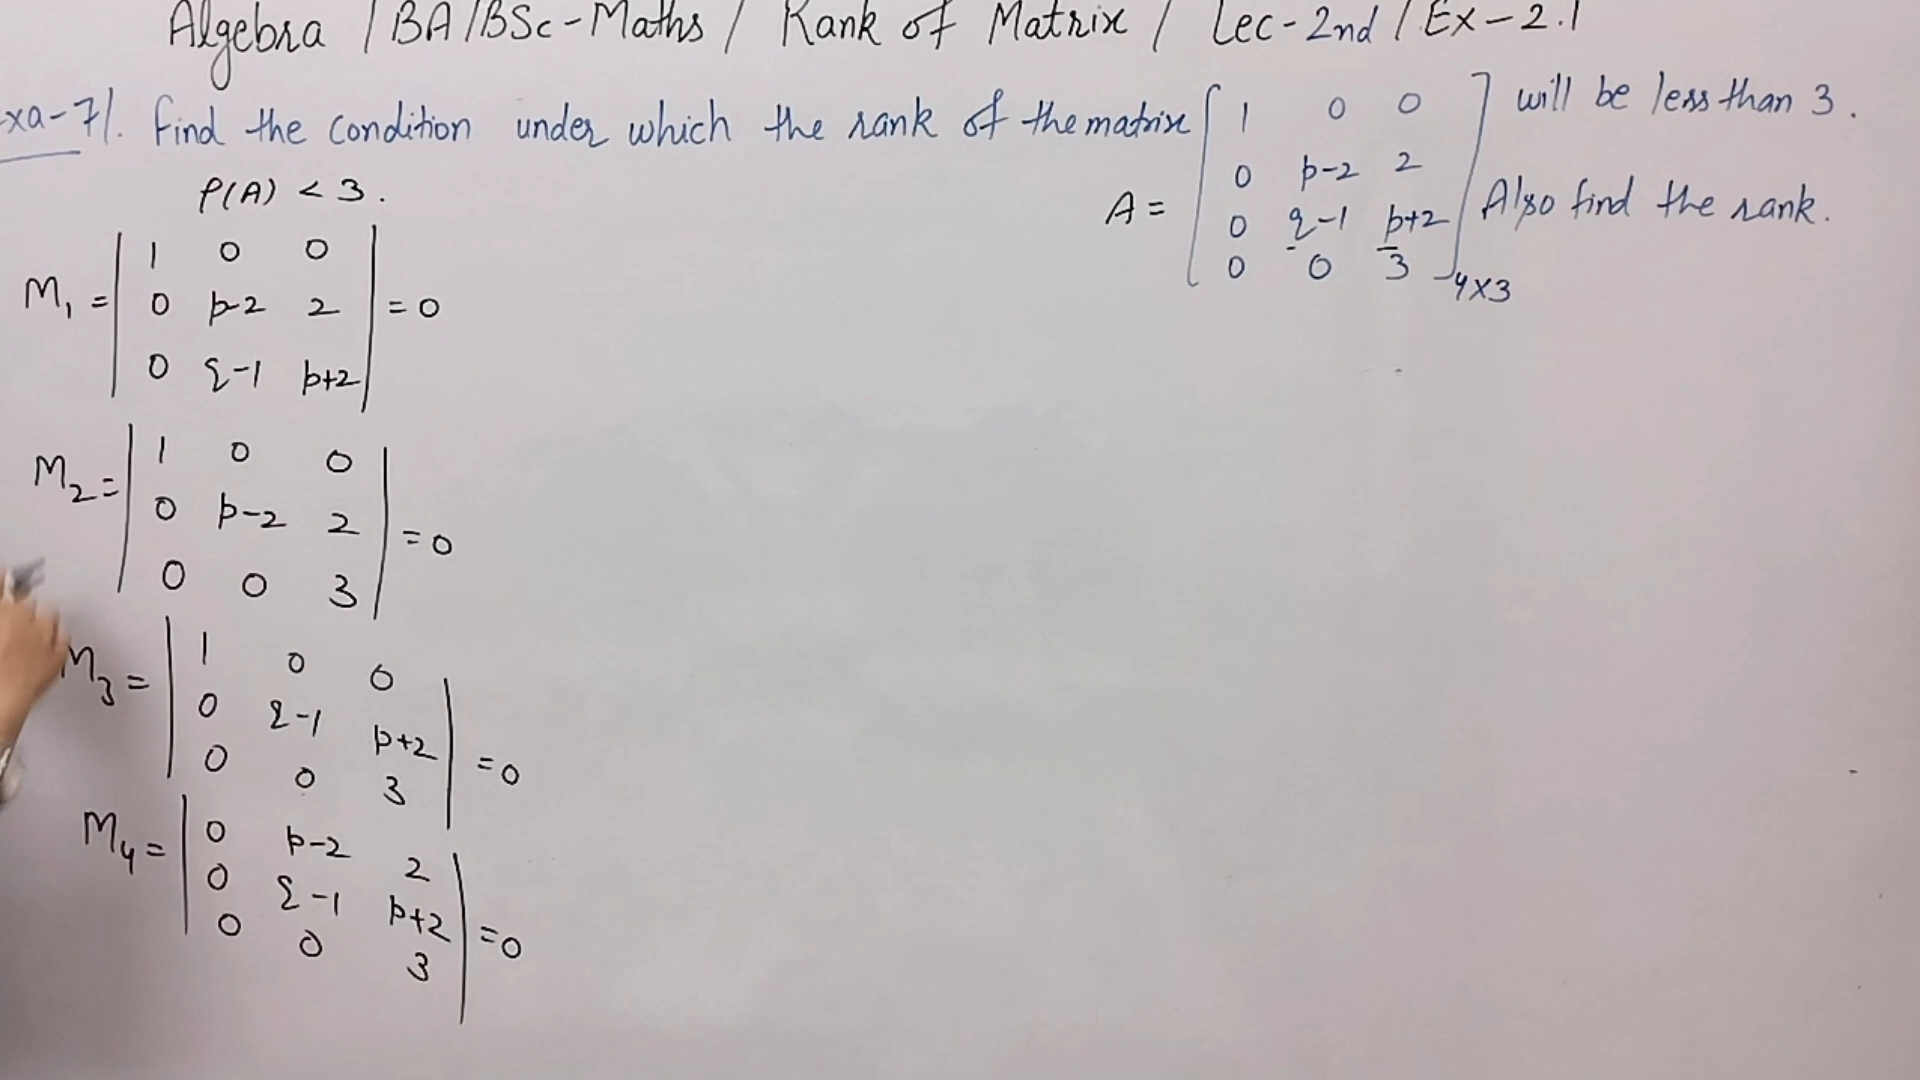 Algebra / BA/BSc-Maths / Rank of Matrix / Lec-2nd / Ex-2.1
xa-7/. find the condition under which the rank of the matrix A = [ 1 0 0 ] will be less than 3.
0 p-2 2
0 q-1 p+2 Also find the rank.
0 0 3 4×3
ρ(A) < 3.
M₁ = | 1 0 0 |
| 0 p-2 2 | = 0
| 0 q-1 p+2 |
M₂ = | 1 0 0 |
| 0 p-2 2 | = 0
| 0 0 3 |
M₃ = | 1 0 0 |
| 0 q-1 p+2 | = 0
| 0 0 3 |
M₄ = | 0 p-2 2 |
| 0 q-1 p+2 | = 0
| 0 0 3 |